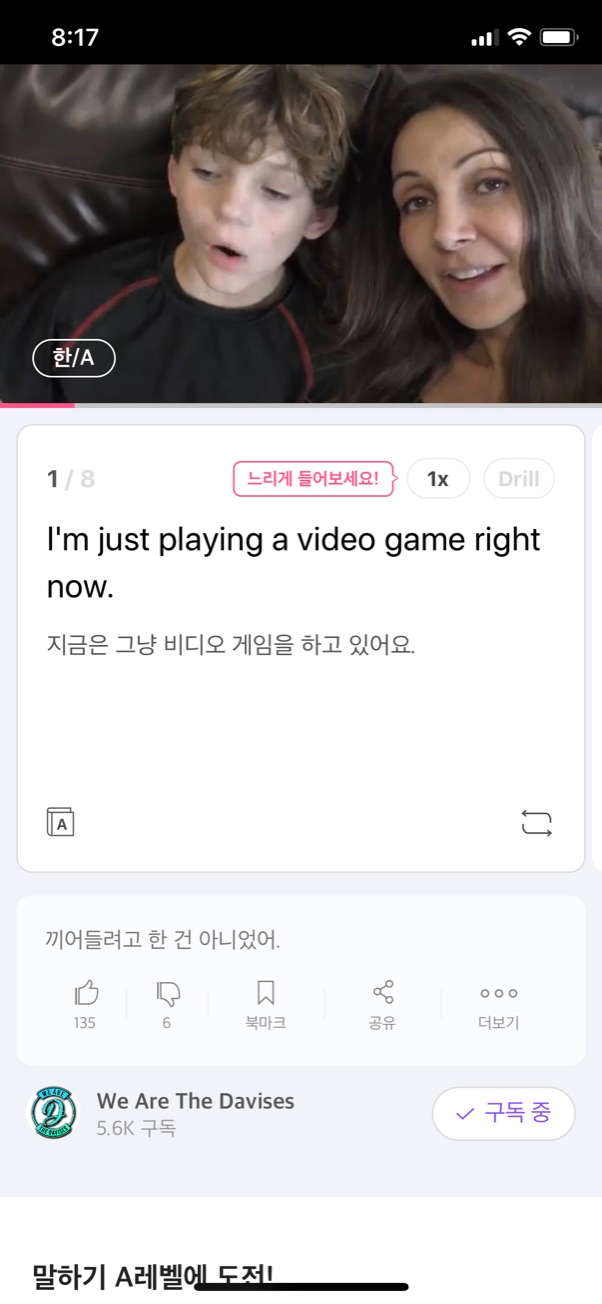 8:17
한/A
1 / 8
느리게 들어보세요!
1x
Drill
I'm just playing a video game right
now.
지금은 그냥 비디오 게임을 하고 있어요.
A
끼어들려고 한 건 아니었어.
135
6
북마크
공유
더보기
WE ARE
D
THE DAVISES
We Are The Davises
5.6K 구독
구독 중
말하기 A레벨에 도전!